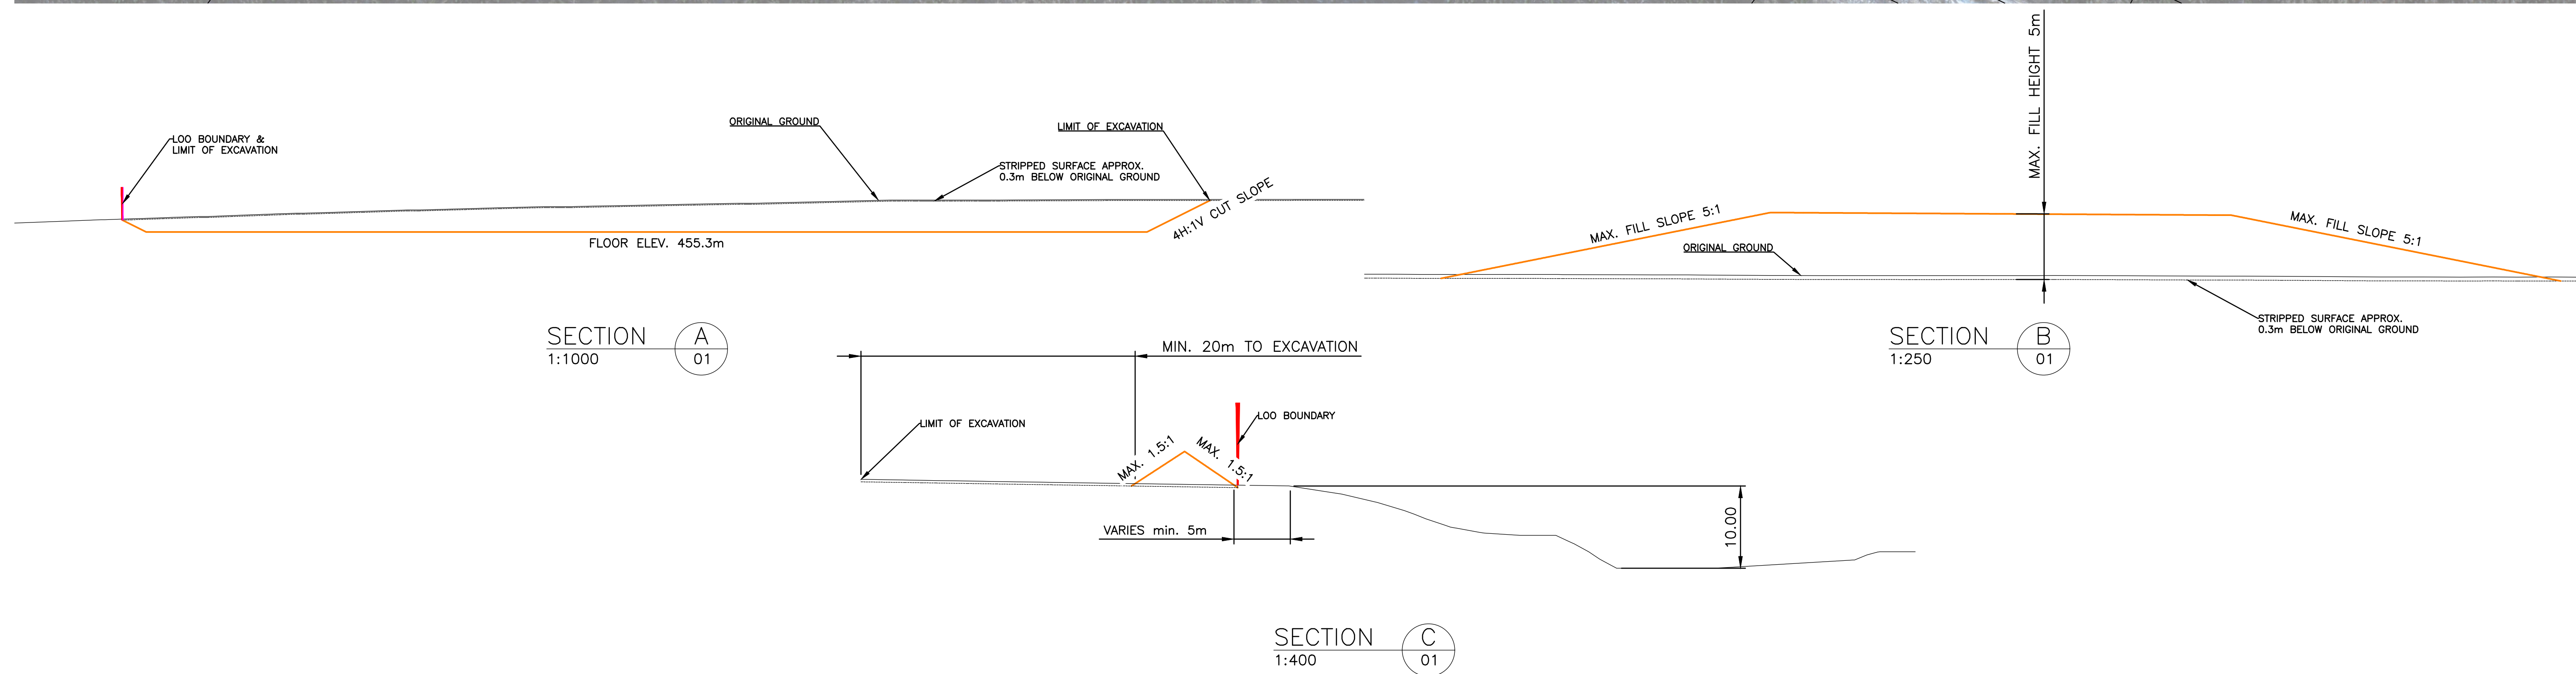 LOO BOUNDARY &
LIMIT OF EXCAVATION
ORIGINAL GROUND
STRIPPED SURFACE APPROX.
0.3m BELOW ORIGINAL GROUND
LIMIT OF EXCAVATION
4H:1V CUT SLOPE
FLOOR ELEV. 455.3m
SECTION A
1:1000 01
MAX. FILL HEIGHT 5m
MAX. FILL SLOPE 5:1
ORIGINAL GROUND
MAX. FILL SLOPE 5:1
STRIPPED SURFACE APPROX.
0.3m BELOW ORIGINAL GROUND
SECTION B
1:250 01
MIN. 20m TO EXCAVATION
LIMIT OF EXCAVATION
LOO BOUNDARY
MAX. 1.5:1
MAX. 1.5:1
VARIES min. 5m
10.00
SECTION C
1:400 01